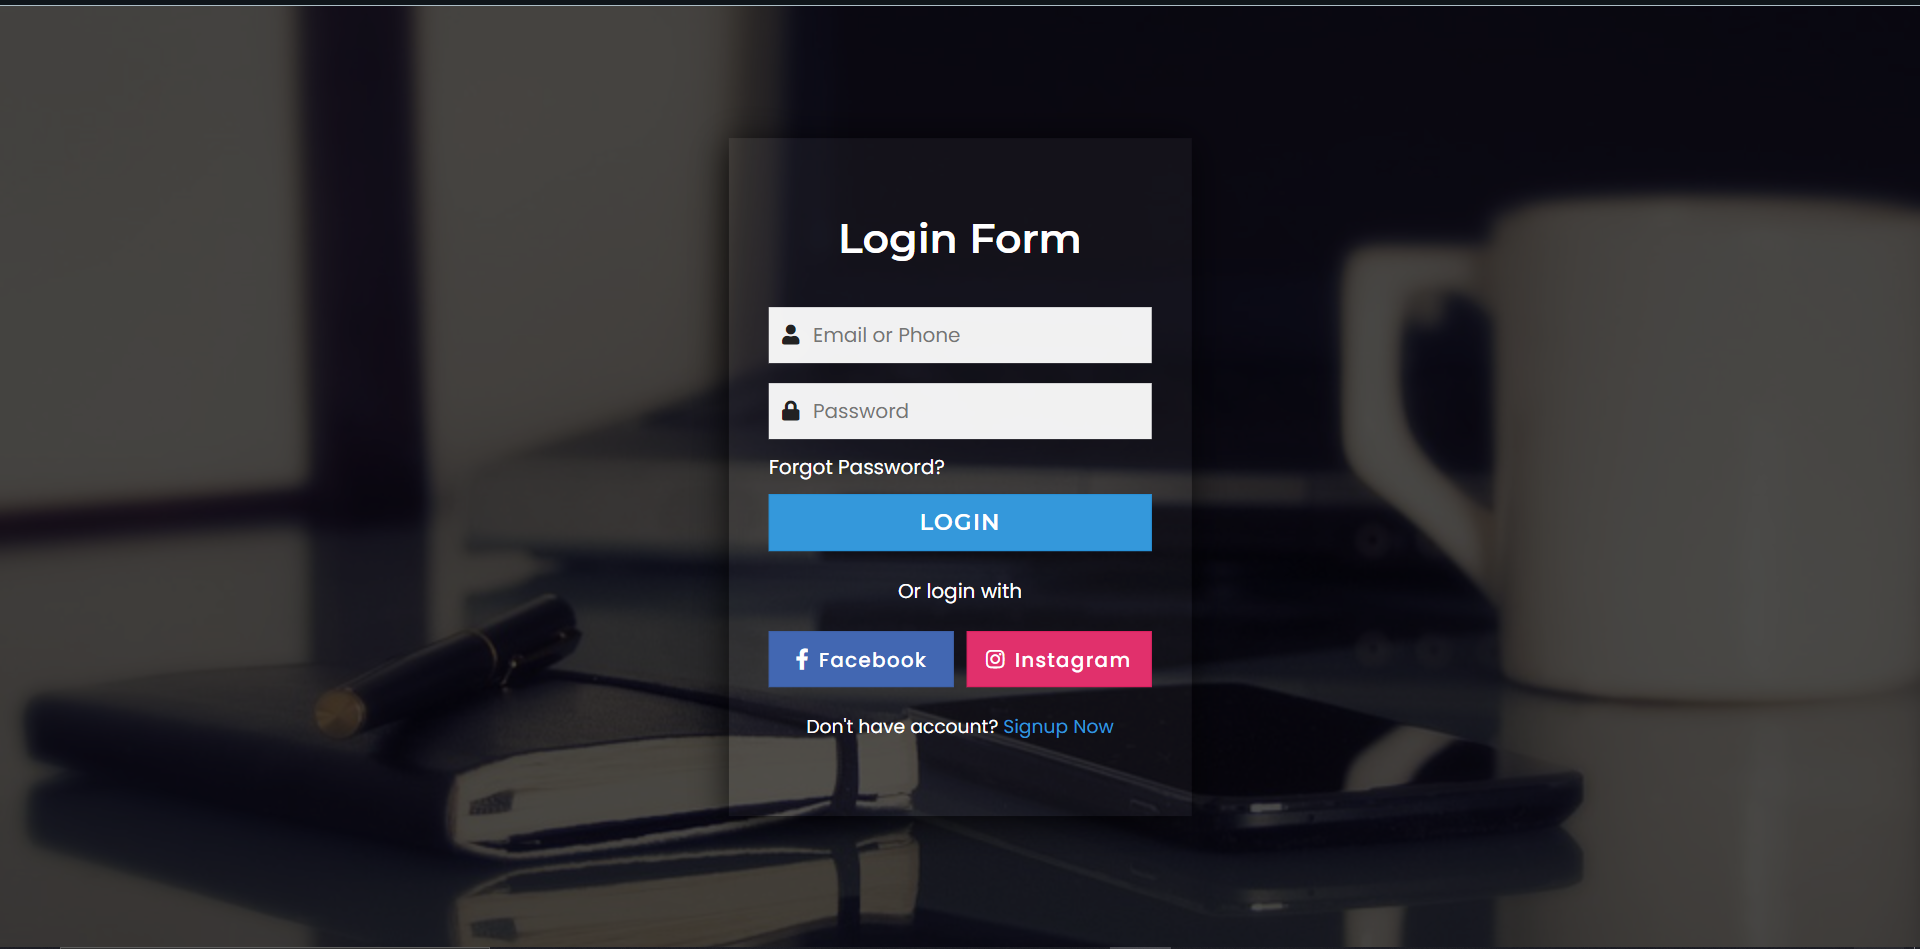 Login Form
Email or Phone
Password
Forgot Password?
LOGIN
Or login with
Facebook Instagram
Don't have account? Signup Now